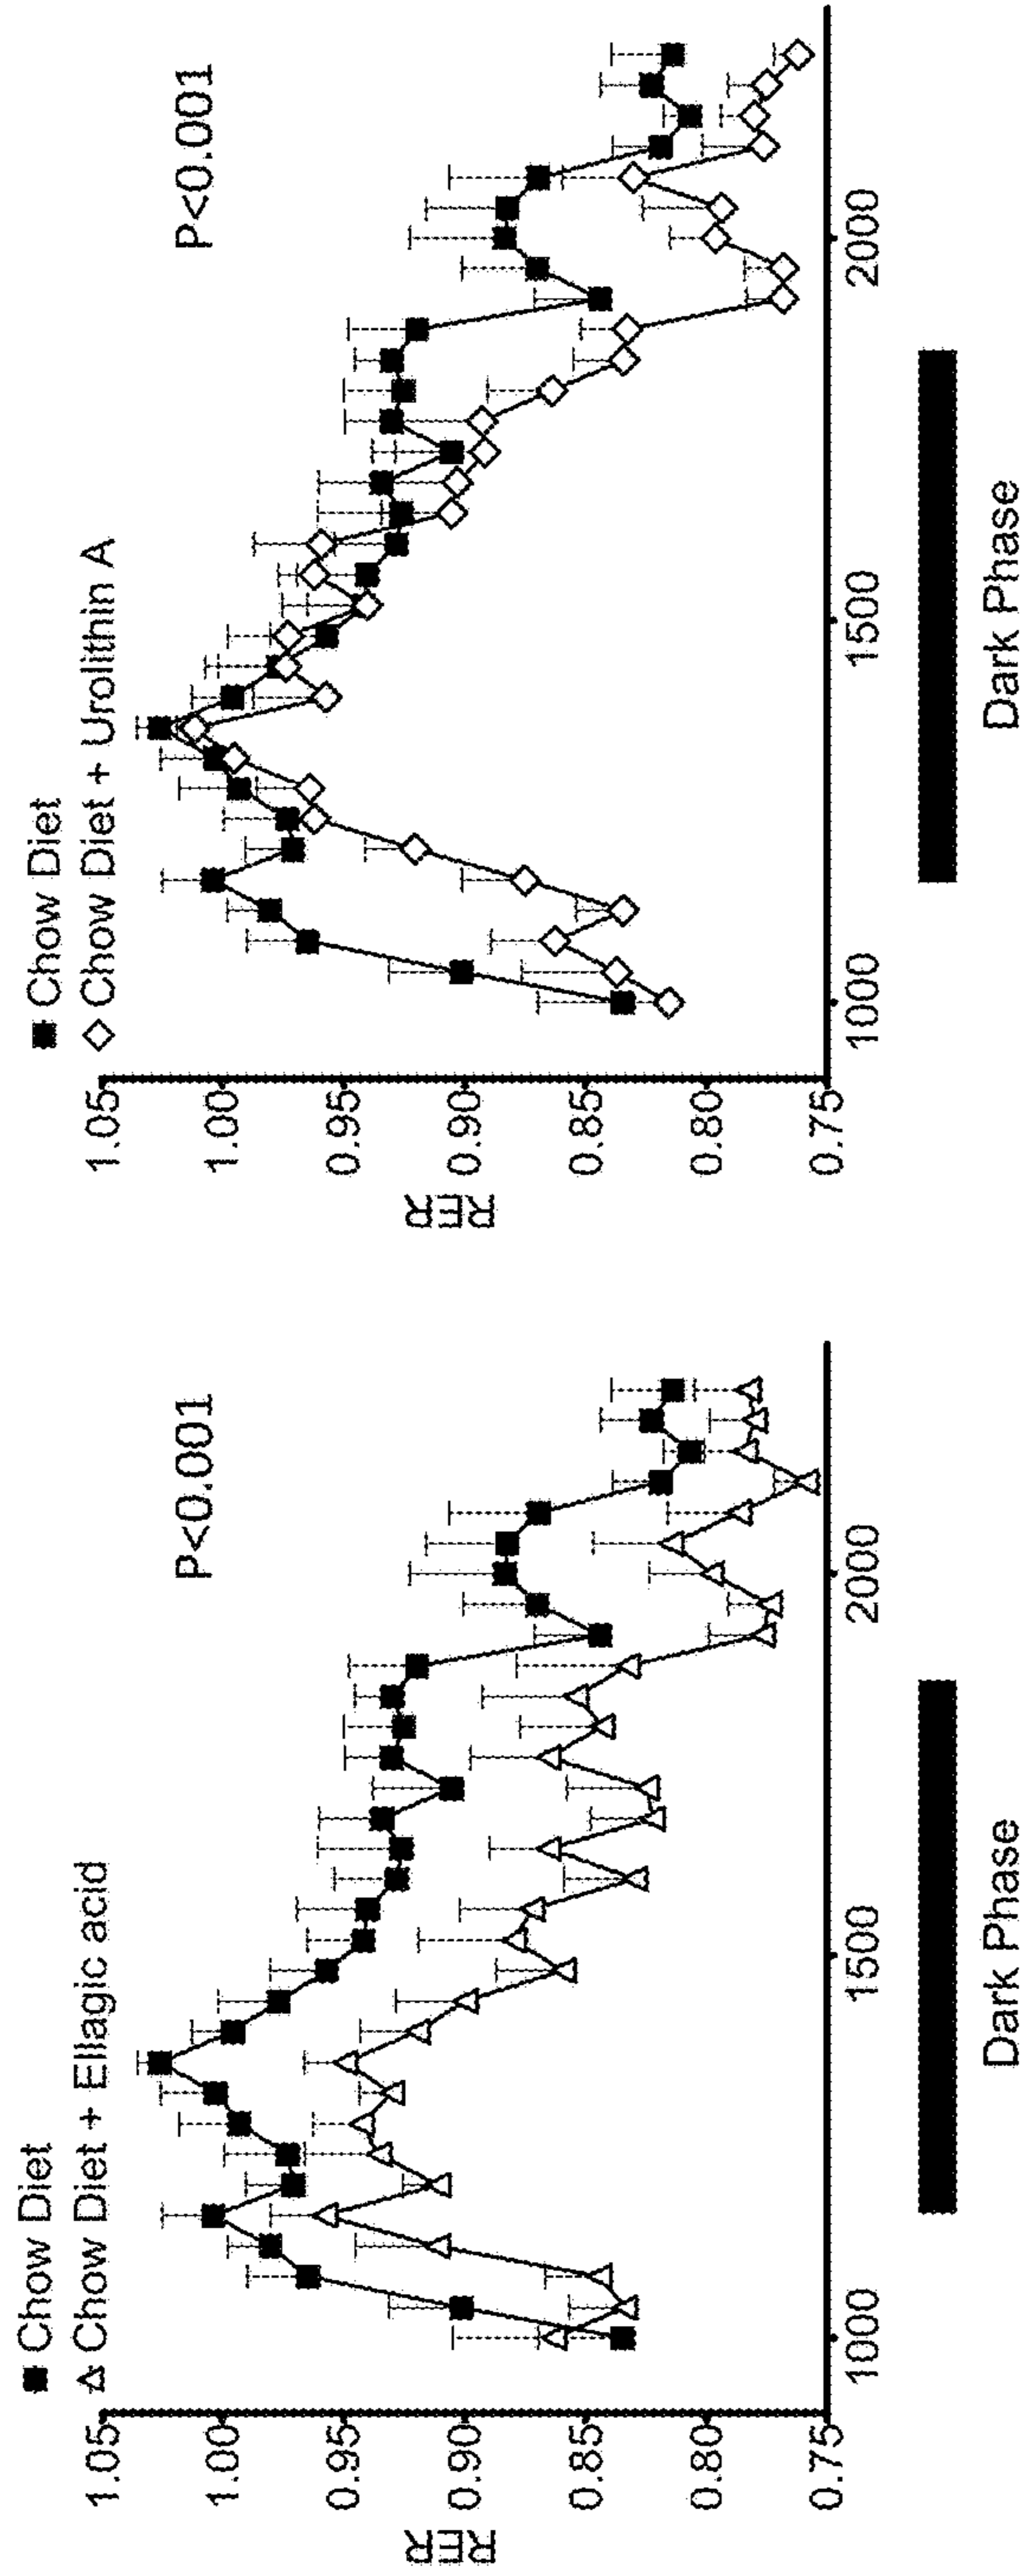 ■ Chow Diet
△ Chow Diet + Ellagic acid
P<0.001
RER
1.05
1.00
0.95
0.90
0.85
0.80
0.75
1000
1500
2000
Dark Phase
■ Chow Diet
◇ Chow Diet + Urolithin A
P<0.001
RER
1.05
1.00
0.95
0.90
0.85
0.80
0.75
1000
1500
2000
Dark Phase